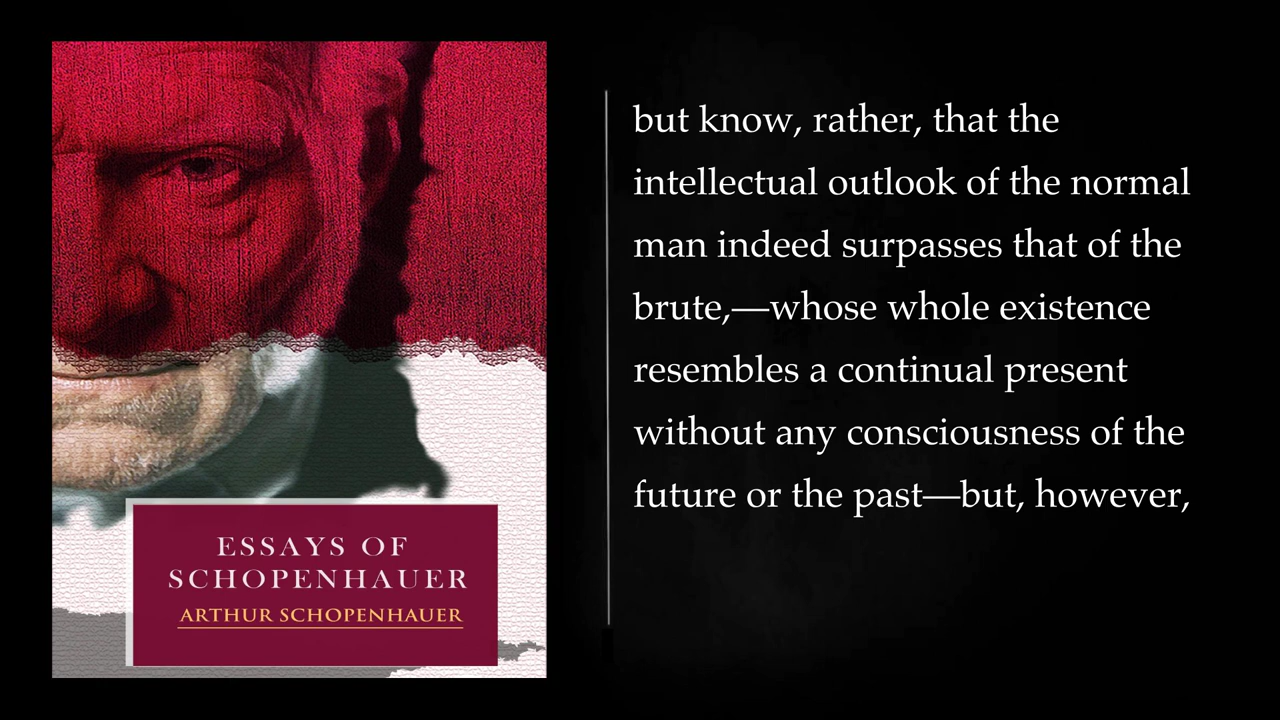 ESSAYS OF
SCHOPENHAUER
ARTHUR SCHOPENHAUER
but know, rather, that the
intellectual outlook of the normal
man indeed surpasses that of the
brute,—whose whole existence
resembles a continual present
without any consciousness of the
future or the past—but, however,